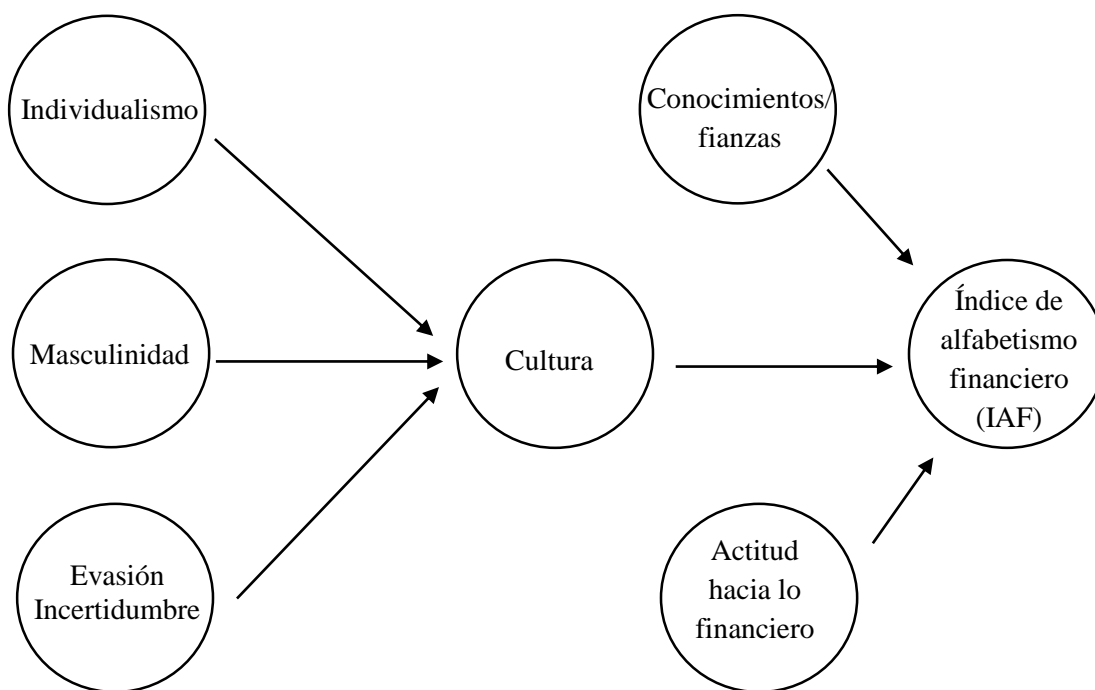 Individualismo
Conocimientos/
fianzas
Masculinidad
Cultura
Índice de
alfabetismo
financiero
(IAF)
Evasión
Incertidumbre
Actitud
hacia lo
financiero